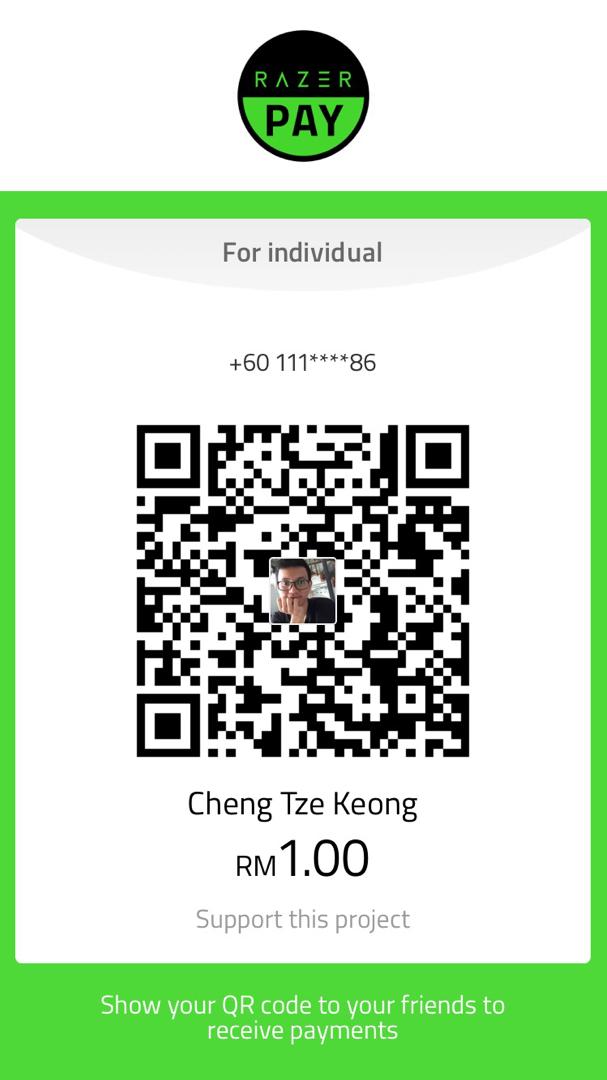 RAZER
PAY
For individual
+60 111****86
Cheng Tze Keong
RM1.00
Support this project
Show your QR code to your friends to
receive payments